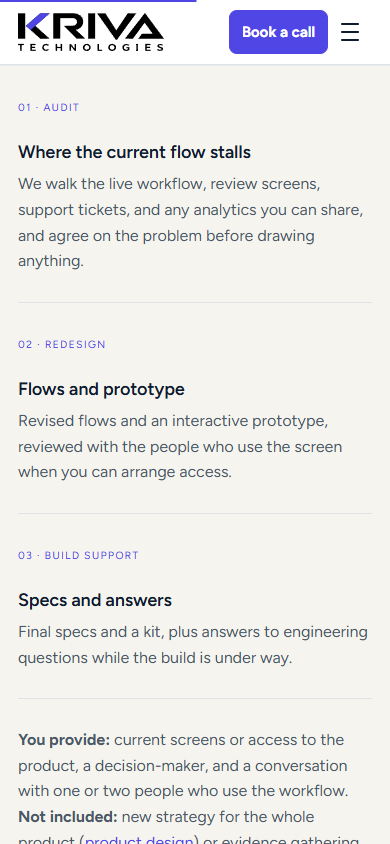 KRIVA
TECHNOLOGIES
Book a call
01 · AUDIT
Where the current flow stalls
We walk the live workflow, review screens,
support tickets, and any analytics you can share,
and agree on the problem before drawing
anything.
02 · REDESIGN
Flows and prototype
Revised flows and an interactive prototype,
reviewed with the people who use the screen
when you can arrange access.
03 · BUILD SUPPORT
Specs and answers
Final specs and a kit, plus answers to engineering
questions while the build is under way.
You provide: current screens or access to the
product, a decision-maker, and a conversation
with one or two people who use the workflow.
Not included: new strategy for the whole
product (product design) or evidence gathering